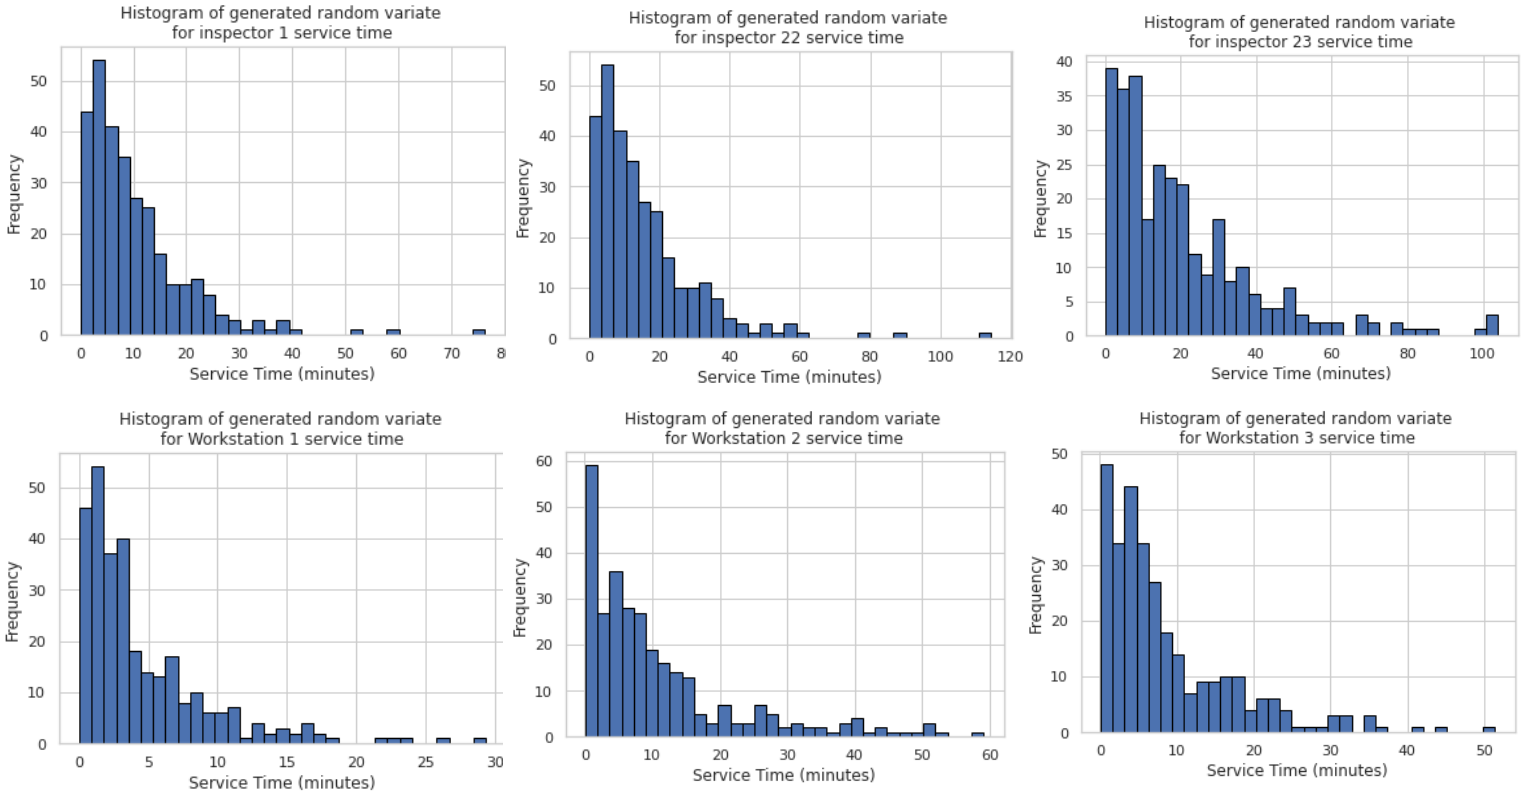 Histogram of generated random variate
for inspector 1 service time
Frequency
50
40
30
20
10
0
0 10 20 30 40 50 60 70 8
Service Time (minutes)
Histogram of generated random variate
for inspector 22 service time
Frequency
50
40
30
20
10
0
0 20 40 60 80 100 120
Service Time (minutes)
Histogram of generated random variate
for inspector 23 service time
Frequency
40
35
30
25
20
15
10
5
0
0 20 40 60 80 100
Service Time (minutes)
Histogram of generated random variate
for Workstation 1 service time
Frequency
50
40
30
20
10
0
0 5 10 15 20 25 30
Service Time (minutes)
Histogram of generated random variate
for Workstation 2 service time
Frequency
60
50
40
30
20
10
0
0 10 20 30 40 50 60
Service Time (minutes)
Histogram of generated random variate
for Workstation 3 service time
Frequency
50
40
30
20
10
0
0 10 20 30 40 50
Service Time (minutes)